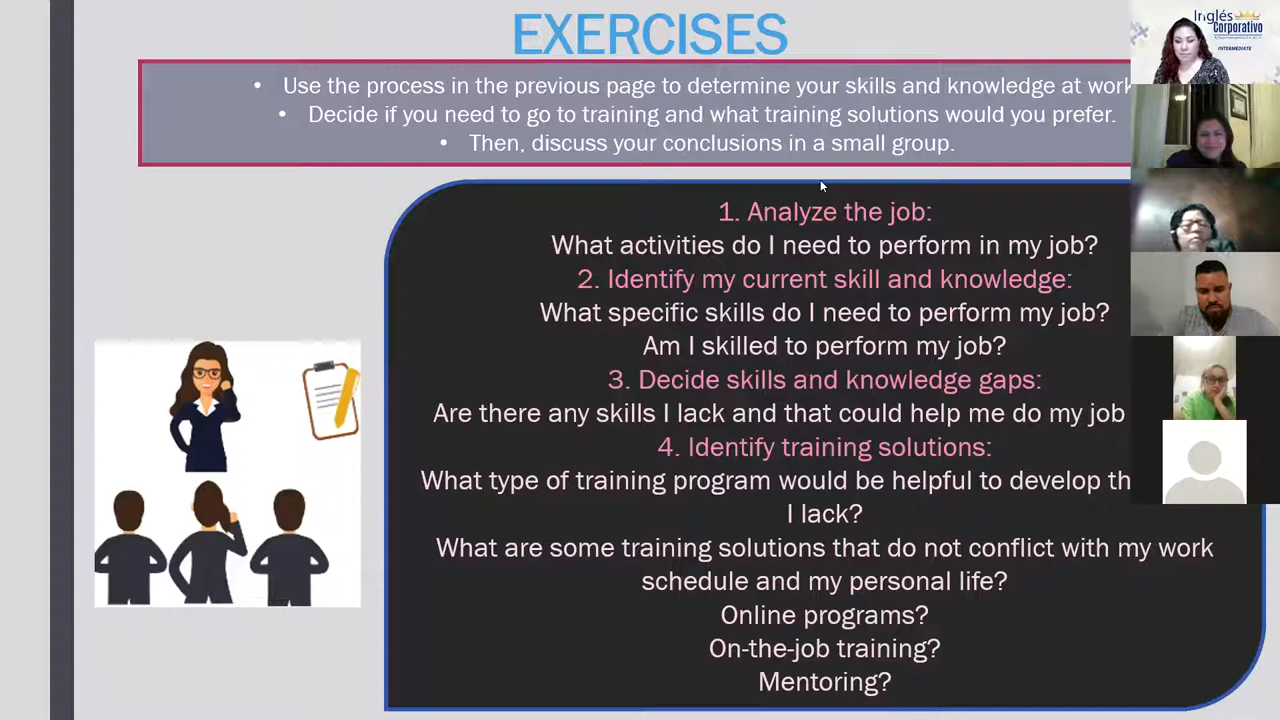 EXERCISES
• Use the process in the previous page to determine your skills and knowledge at work
• Decide if you need to go to training and what training solutions would you prefer.
• Then, discuss your conclusions in a small group.
1. Analyze the job:
What activities do I need to perform in my job?
2. Identify my current skill and knowledge:
What specific skills do I need to perform my job?
Am I skilled to perform my job?
3. Decide skills and knowledge gaps:
Are there any skills I lack and that could help me do my job
4. Identify training solutions:
What type of training program would be helpful to develop th
I lack?
What are some training solutions that do not conflict with my work
schedule and my personal life?
Online programs?
On-the-job training?
Mentoring?
Inglés
Corporativo
INTERMEDIATE